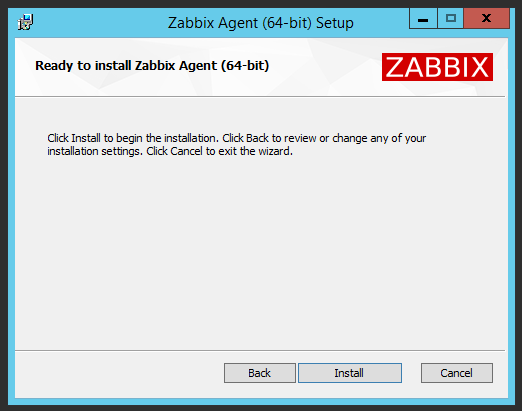 Zabbix Agent (64-bit) Setup
Ready to install Zabbix Agent (64-bit)
ZABBIX
Click Install to begin the installation. Click Back to review or change any of your
installation settings. Click Cancel to exit the wizard.
Back
Install
Cancel